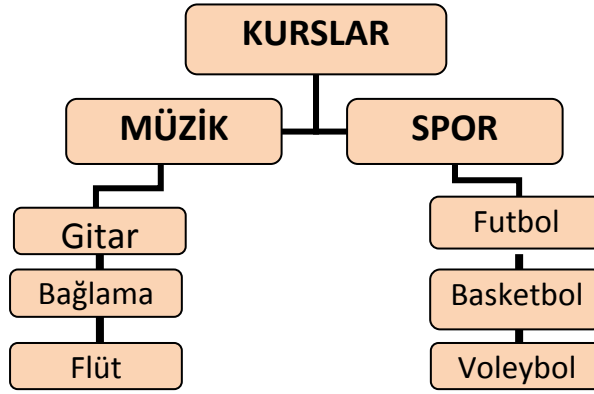 KURSLAR
MÜZİK
SPOR
Gitar
Bağlama
Flüt
Futbol
Basketbol
Voleybol